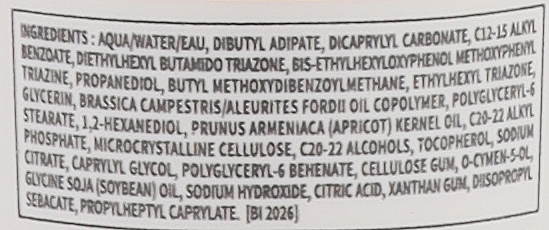 INGREDIENTS : AQUA/WATER/EAU, DIBUTYL ADIPATE, DICAPRYLYL CARBONATE, C12-15 ALKYL
BENZOATE, DIETHYLHEXYL BUTAMIDO TRIAZONE, BIS-ETHYLHEXYLOXYPHENOL METHOXYPHENYL
TRIAZINE, PROPANEDIOL, BUTYL METHOXYDIBENZOYLMETHANE, ETHYLHEXYL TRIAZONE,
GLYCERIN, BRASSICA CAMPESTRIS/ALEURITES FORDII OIL COPOLYMER, POLYGLYCERYL-6
STEARATE, 1,2-HEXANEDIOL, PRUNUS ARMENIACA (APRICOT) KERNEL OIL, C20-22 ALKYL
PHOSPHATE, MICROCRYSTALLINE CELLULOSE, C20-22 ALCOHOLS, TOCOPHEROL, SODIUM
CITRATE, CAPRYLYL GLYCOL, POLYGLYCERYL-6 BEHENATE, CELLULOSE GUM, O-CYMEN-5-OL,
GLYCINE SOJA (SOYBEAN) OIL, SODIUM HYDROXIDE, CITRIC ACID, XANTHAN GUM, DIISOPROPYL
SEBACATE, PROPYLHEPTYL CAPRYLATE. [BI 2026]